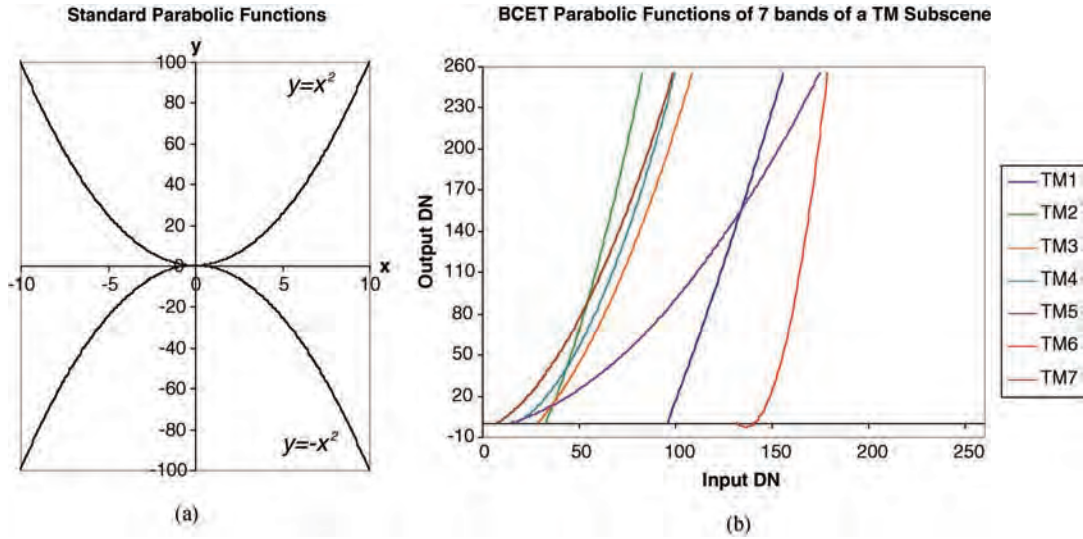 Standard Parabolic Functions
y
100
80
60
40
20
0
-20
-40
-60
-80
-100
-10
-5
0
5
10
x
y=x²
y=-x²
(a)
BCET Parabolic Functions of 7 bands of a TM Subscene
Output DN
260
230
200
170
140
110
80
50
20
-10
0
50
100
150
200
250
Input DN
TM1
TM2
TM3
TM4
TM5
TM6
TM7
(b)